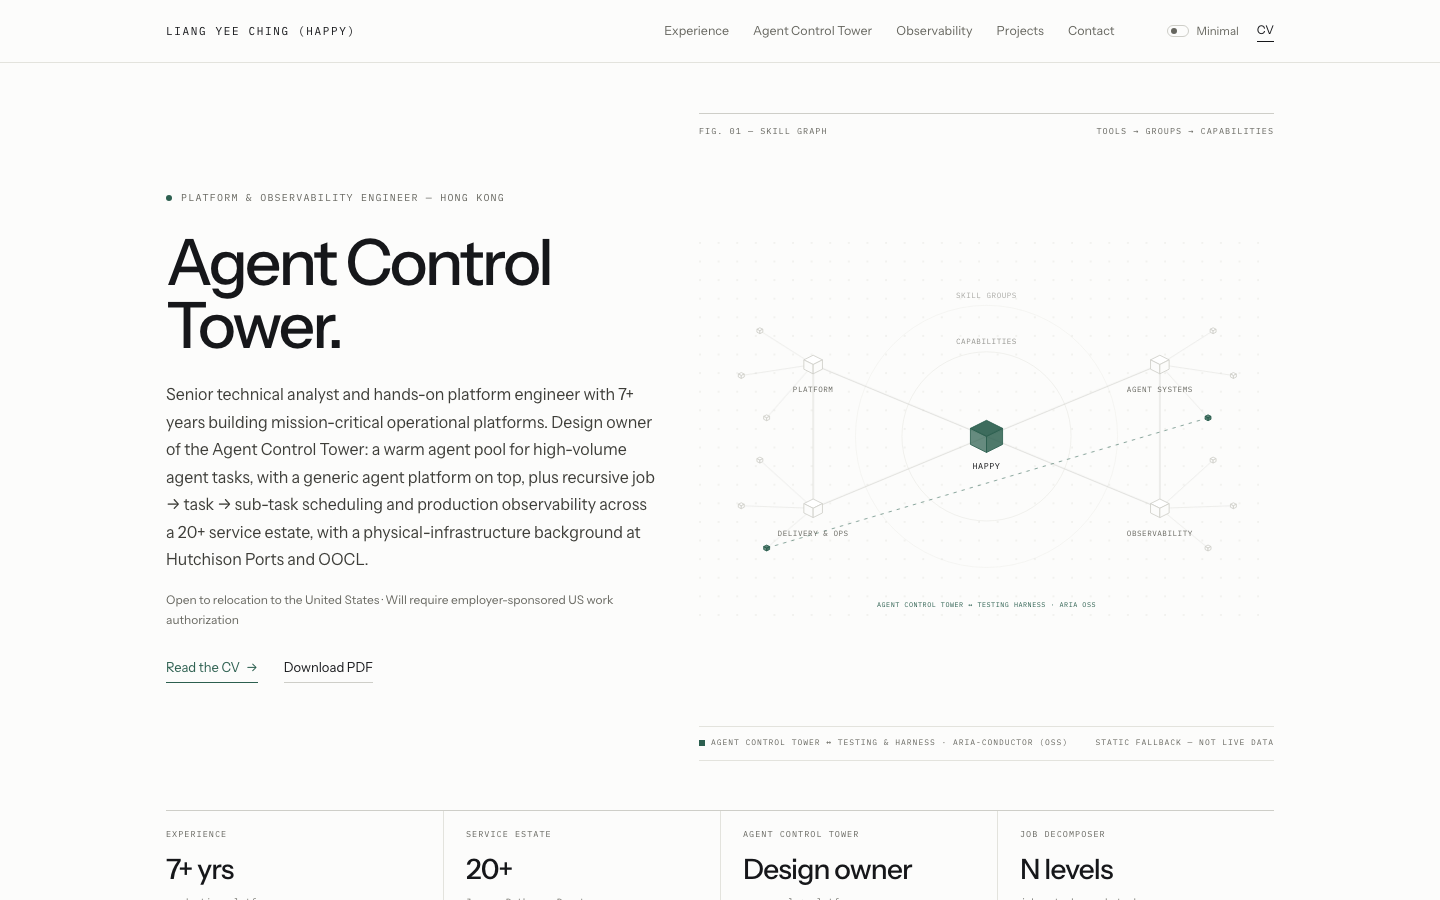 LIANG YEE CHING (HAPPY)
Experience
Agent Control Tower
Observability
Projects
Contact
Minimal
CV
FIG. 01 — SKILL GRAPH
TOOLS → GROUPS → CAPABILITIES
PLATFORM & OBSERVABILITY ENGINEER — HONG KONG
Agent Control
Tower.
Senior technical analyst and hands-on platform engineer with 7+
years building mission-critical operational platforms. Design owner
of the Agent Control Tower: a warm agent pool for high-volume
agent tasks, with a generic agent platform on top, plus recursive job
→ task → sub-task scheduling and production observability across
a 20+ service estate, with a physical-infrastructure background at
Hutchison Ports and OOCL.
Open to relocation to the United States · Will require employer-sponsored US work
authorization
Read the CV →
Download PDF
SKILL GROUPS
CAPABILITIES
PLATFORM
AGENT SYSTEMS
HAPPY
DELIVERY & OPS
OBSERVABILITY
AGENT CONTROL TOWER ↔ TESTING HARNESS · ARIA OSS
AGENT CONTROL TOWER ↔ TESTING & HARNESS · ARIA-CONDUCTOR (OSS)
STATIC FALLBACK — NOT LIVE DATA
EXPERIENCE
7+ yrs
SERVICE ESTATE
20+
AGENT CONTROL TOWER
Design owner
JOB DECOMPOSER
N levels